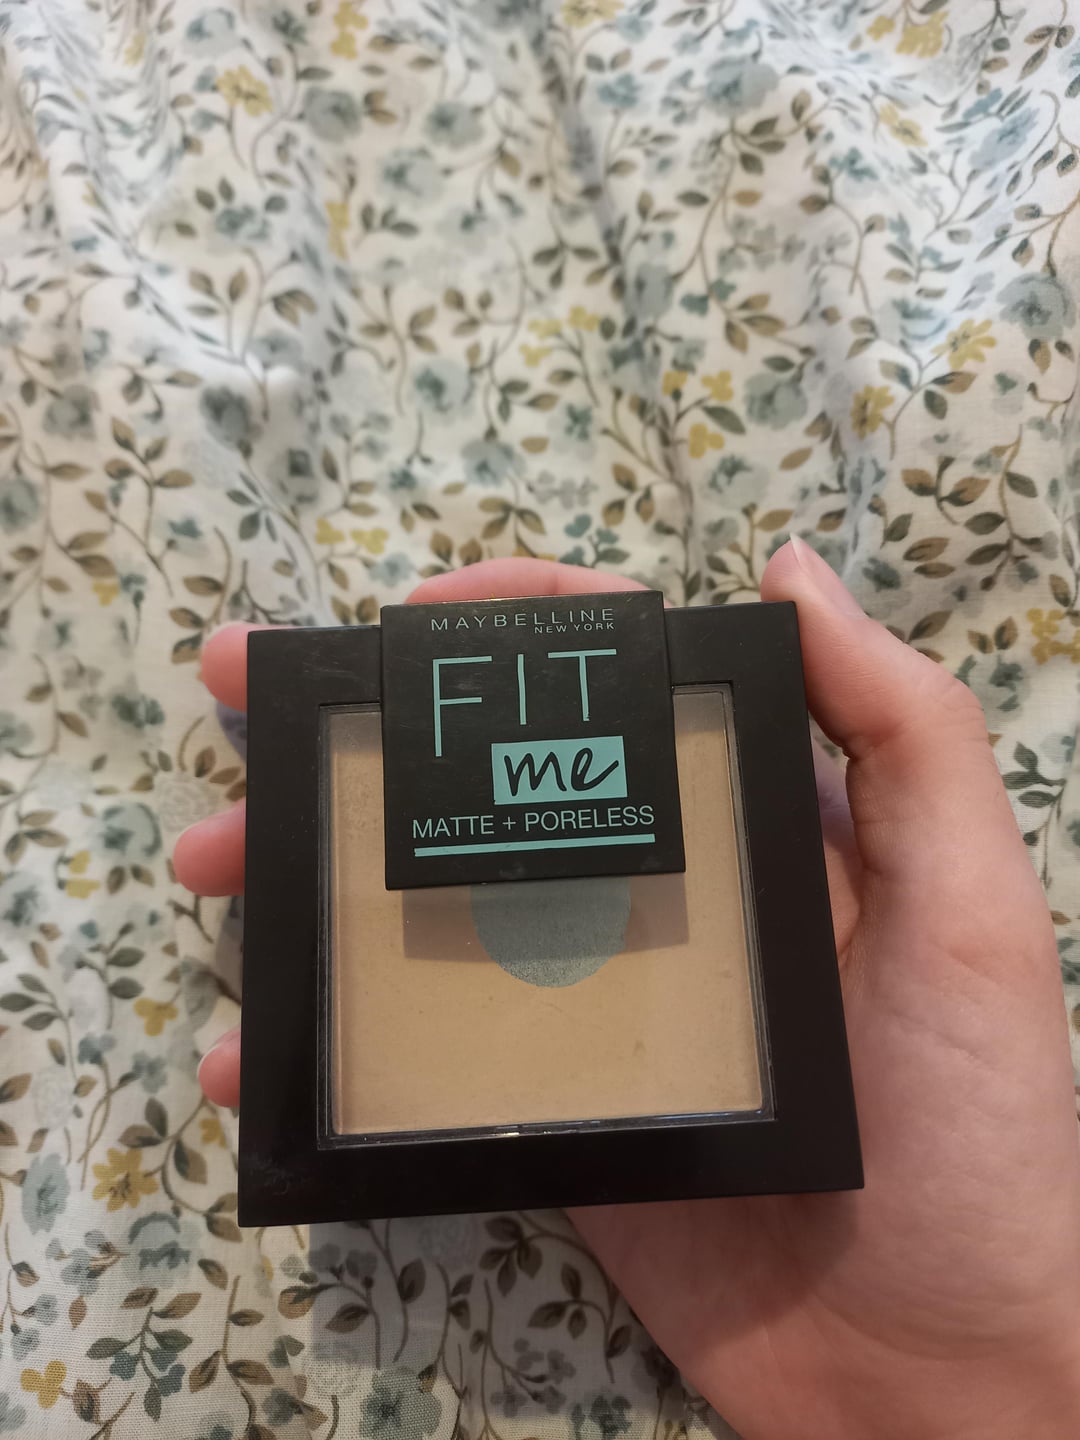 MAYBELLINE
NEW YORK
FIT
me
MATTE + PORELESS